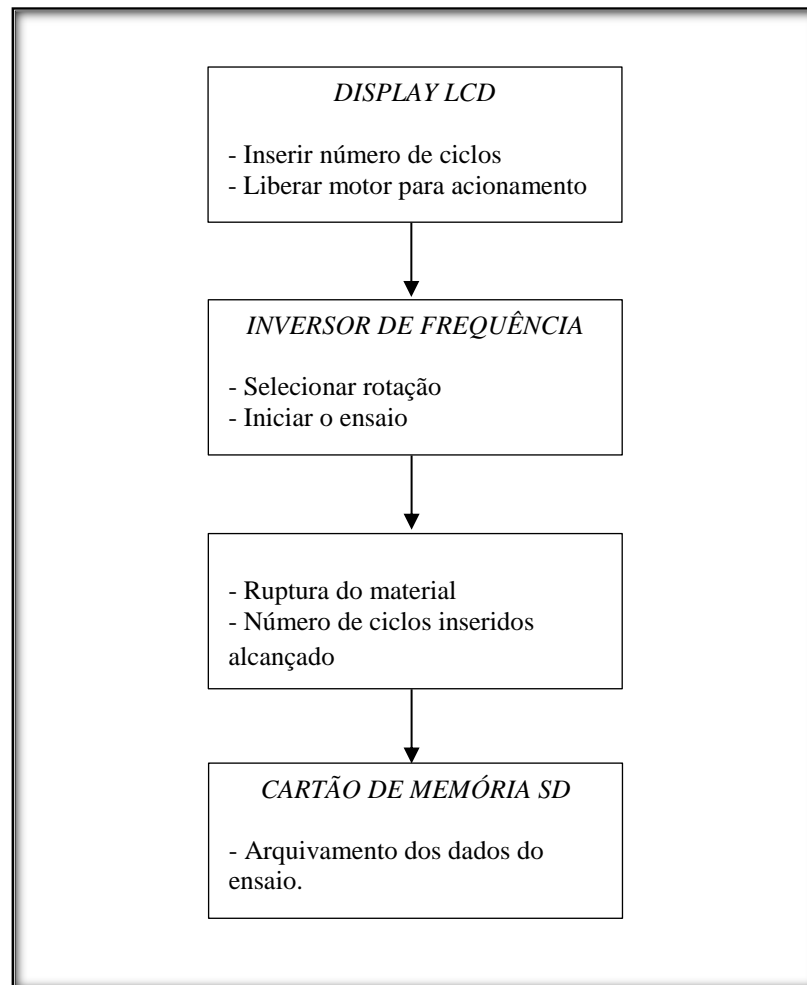 DISPLAY LCD
- Inserir número de ciclos
- Liberar motor para acionamento
INVERSOR DE FREQUÊNCIA
- Selecionar rotação
- Iniciar o ensaio
- Ruptura do material
- Número de ciclos inseridos
alcançado
CARTÃO DE MEMÓRIA SD
- Arquivamento dos dados do
ensaio.